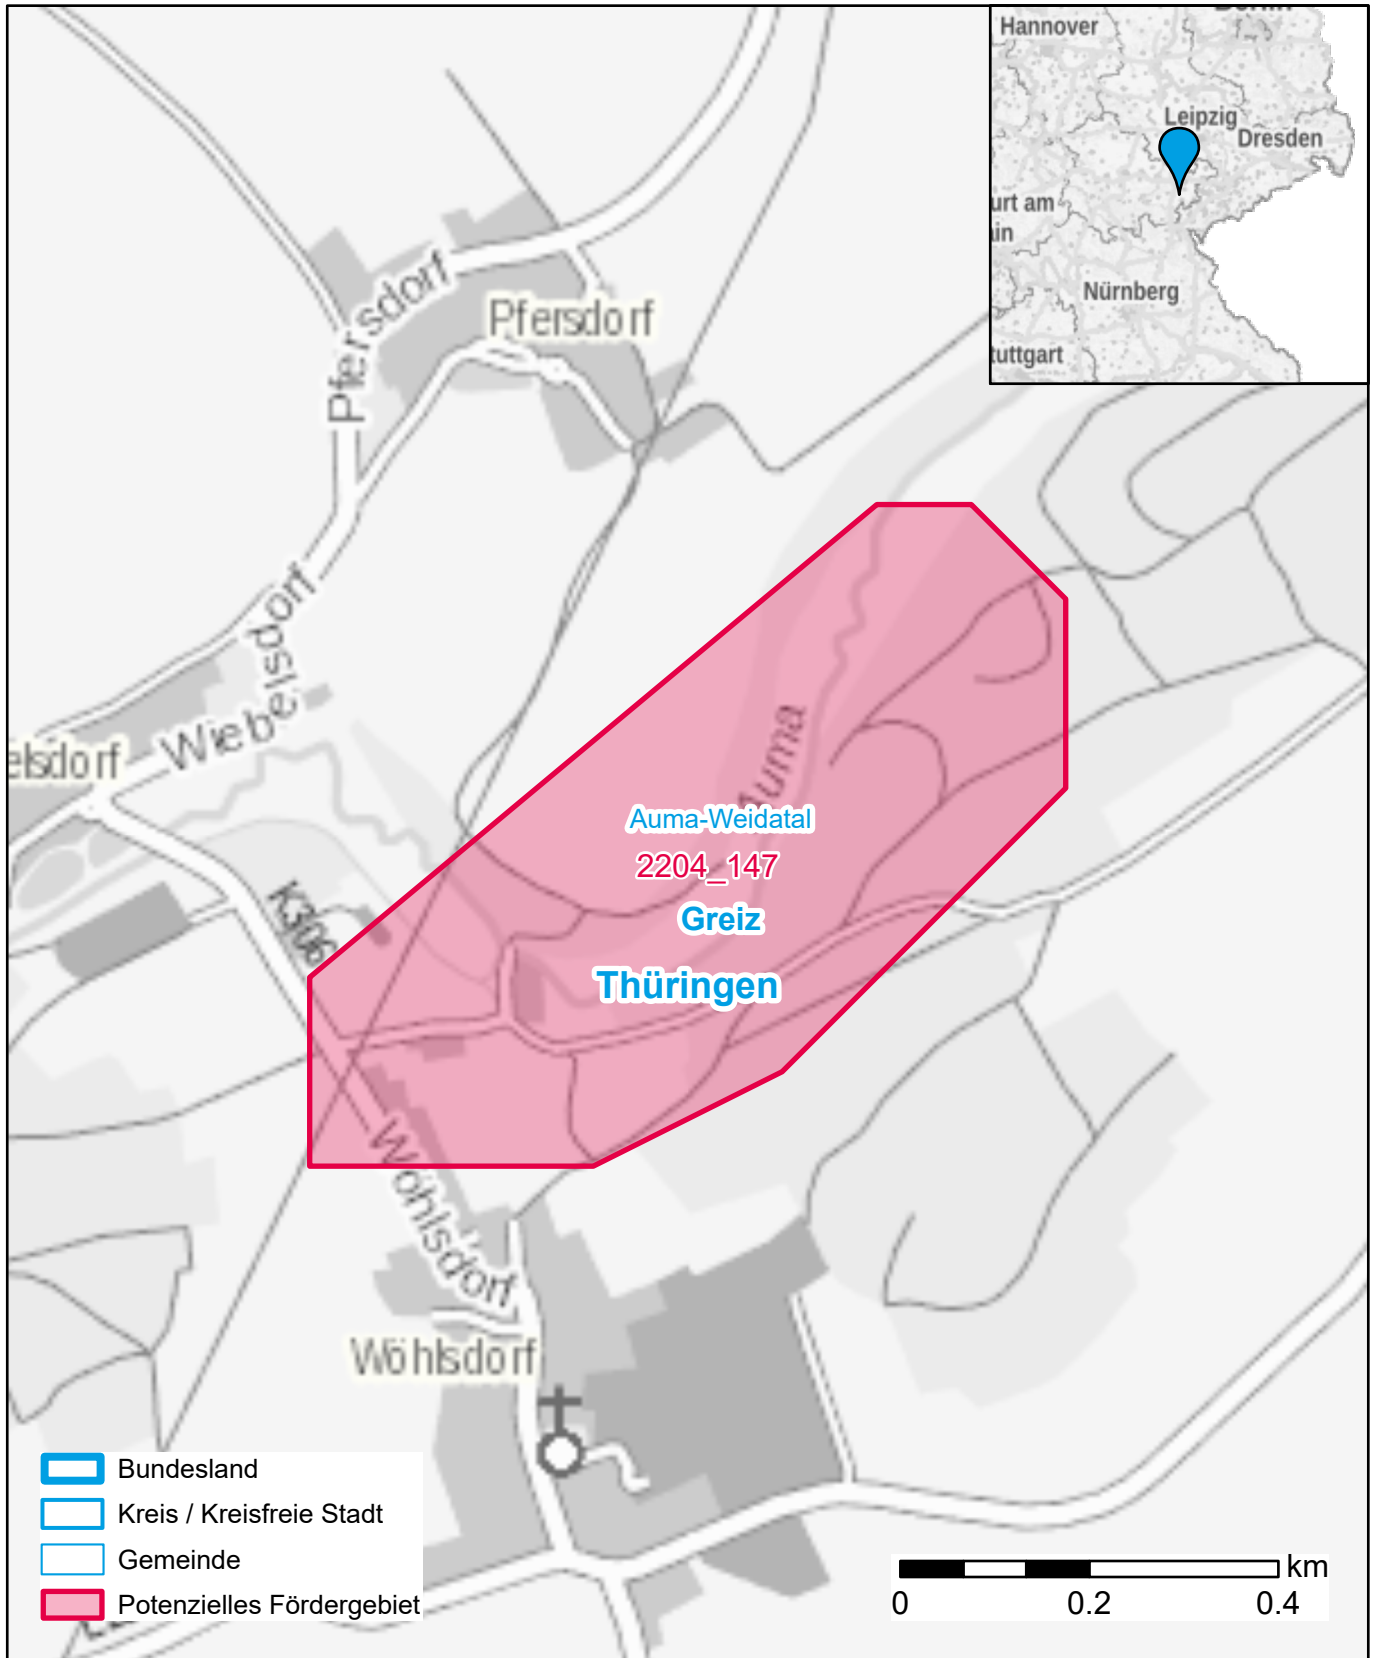 Hannover
Berlin
Leipzig
Dresden
urt am
in
Nürnberg
tuttgart
Pfersdorf
Pfersdorf
Wiebelsdorf
elsdorf
Auma
Auma-Weidatal
2204_147
Greiz
Thüringen
K306
Wöhlsdorf
Wöhlsdorf
Bundesland
Kreis / Kreisfreie Stadt
Gemeinde
Potenzielles Fördergebiet
km
0 0.2 0.4